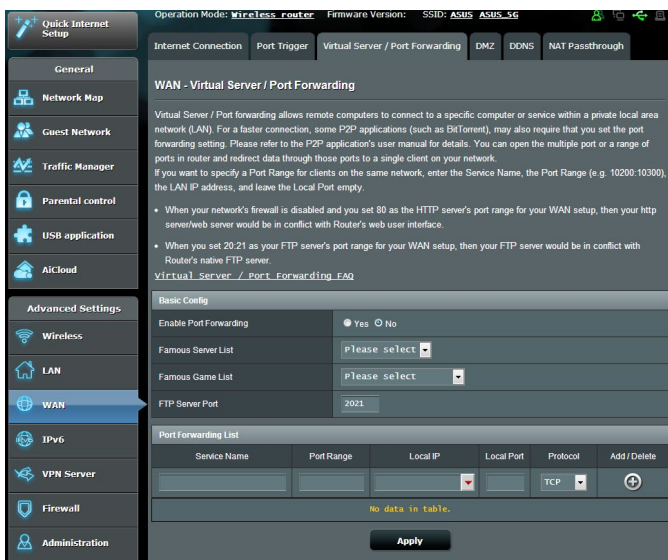 Quick Internet
Setup
General
Network Map
Guest Network
Traffic Manager
Parental control
USB application
AiCloud
Advanced Settings
Wireless
LAN
WAN
IPv6
VPN Server
Firewall
Administration
Operation Mode: Wireless router Firmware Version: SSID: ASUS ASUS_5G
Internet Connection Port Trigger Virtual Server / Port Forwarding DMZ DDNS NAT Passthrough
WAN - Virtual Server / Port Forwarding
Virtual Server / Port forwarding allows remote computers to connect to a specific computer or service within a private local area
network (LAN). For a faster connection, some P2P applications (such as BitTorrent), may also require that you set the port
forwarding setting. Please refer to the P2P application's user manual for details. You can open the multiple port or a range of
ports in router and redirect data through those ports to a single client on your network.
If you want to specify a Port Range for clients on the same network, enter the Service Name, the Port Range (e.g. 10200:10300),
the LAN IP address, and leave the Local Port empty.
• When your network's firewall is disabled and you set 80 as the HTTP server's port range for your WAN setup, then your http
server/web server would be in conflict with Router's web user interface.
• When you set 20:21 as your FTP server's port range for your WAN setup, then your FTP server would be in conflict with
Router's native FTP server.
Virtual Server / Port Forwarding FAQ
Basic Config
Enable Port Forwarding Yes No
Famous Server List Please select
Famous Game List Please select
FTP Server Port 2021
Port Forwarding List
Service Name Port Range Local IP Local Port Protocol Add / Delete
TCP
No data in table.
Apply